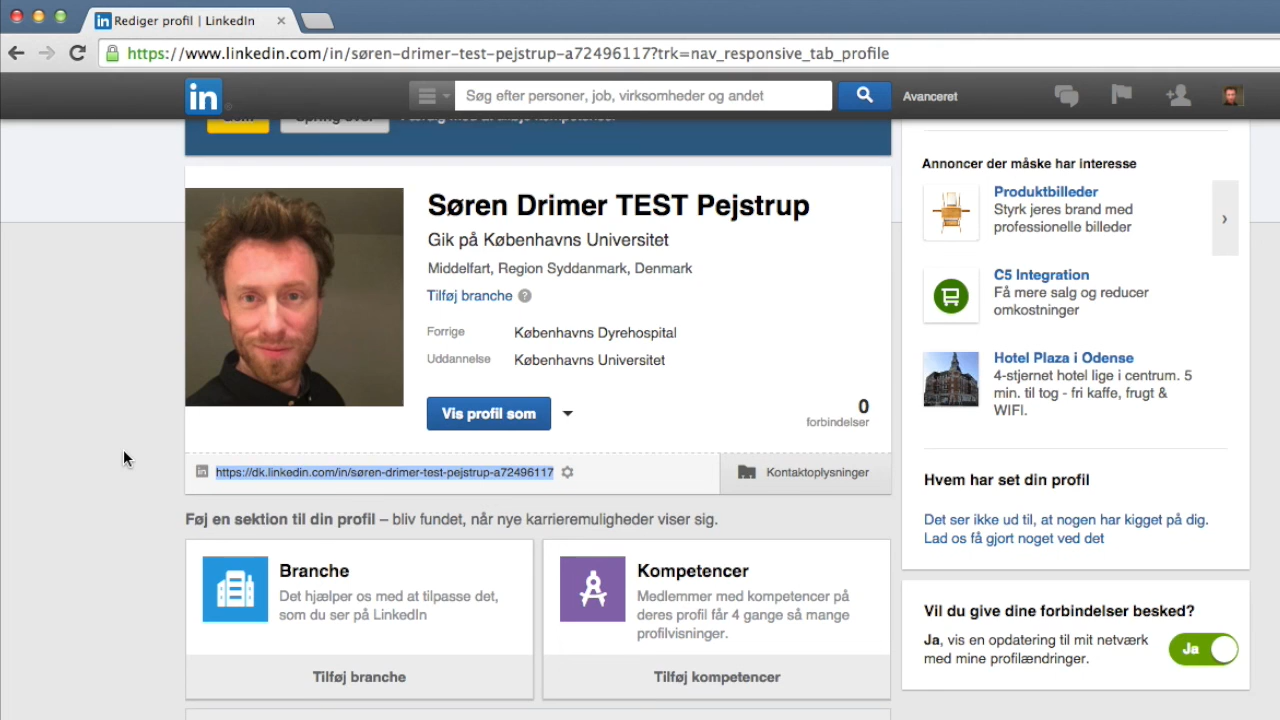 Rediger profil | LinkedIn
https://www.linkedin.com/in/søren-drimer-test-pejstrup-a72496117?trk=nav_responsive_tab_profile
in
Søg efter personer, job, virksomheder og andet
Avanceret
Søren Drimer TEST Pejstrup
Gik på Københavns Universitet
Middelfart, Region Syddanmark, Denmark
Tilføj branche ?
Forrige Københavns Dyrehospital
Uddannelse Københavns Universitet
Vis profil som
0
forbindelser
https://dk.linkedin.com/in/søren-drimer-test-pejstrup-a72496117
Kontaktoplysninger
Føj en sektion til din profil – bliv fundet, når nye karrieremuligheder viser sig.
Branche
Det hjælper os med at tilpasse det,
som du ser på LinkedIn
Tilføj branche
Kompetencer
Medlemmer med kompetencer på
deres profil får 4 gange så mange
profilvisninger.
Tilføj kompetencer
Annoncer der måske har interesse
Produktbilleder
Styrk jeres brand med
professionelle billeder
C5 Integration
Få mere salg og reducer
omkostninger
Hotel Plaza i Odense
4-stjernet hotel lige i centrum. 5
min. til tog - fri kaffe, frugt &
WIFI.
Hvem har set din profil
Det ser ikke ud til, at nogen har kigget på dig.
Lad os få gjort noget ved det
Vil du give dine forbindelser besked?
Ja, vis en opdatering til mit netværk
med mine profilændringer.
Ja